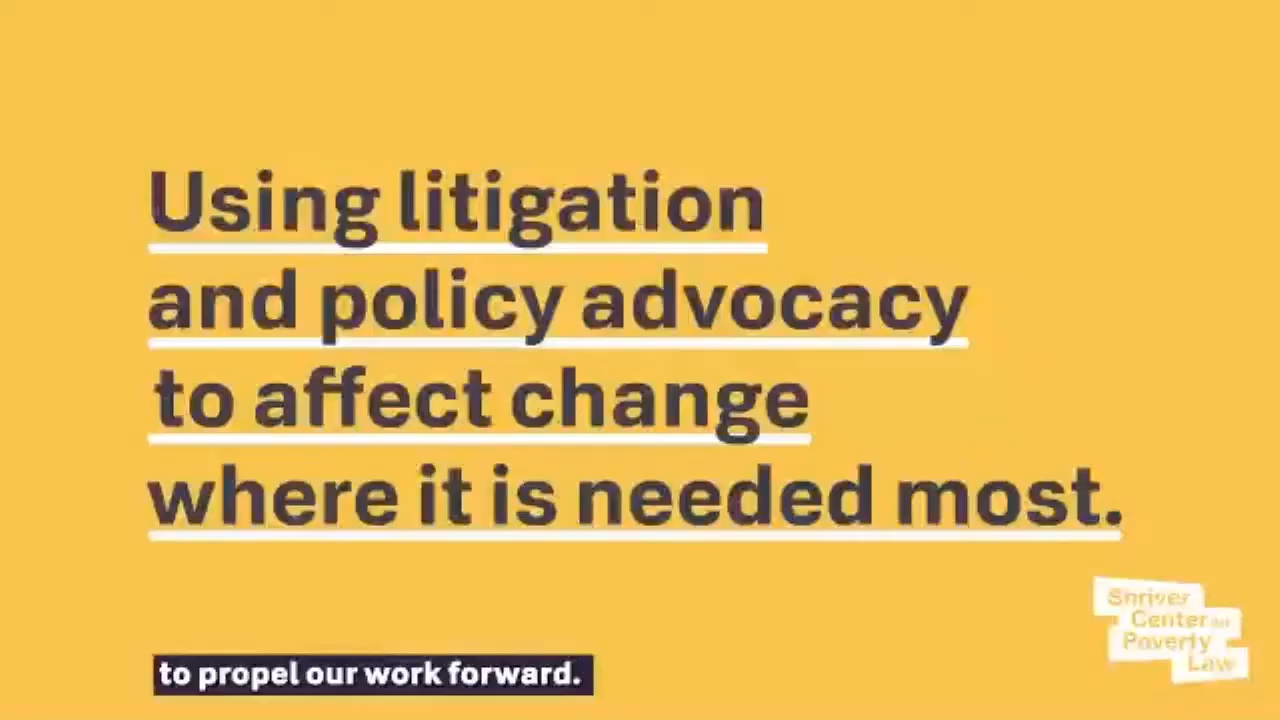 Using litigation
and policy advocacy
to affect change
where it is needed most.
Shriver
Center on
Poverty
Law
to propel our work forward.